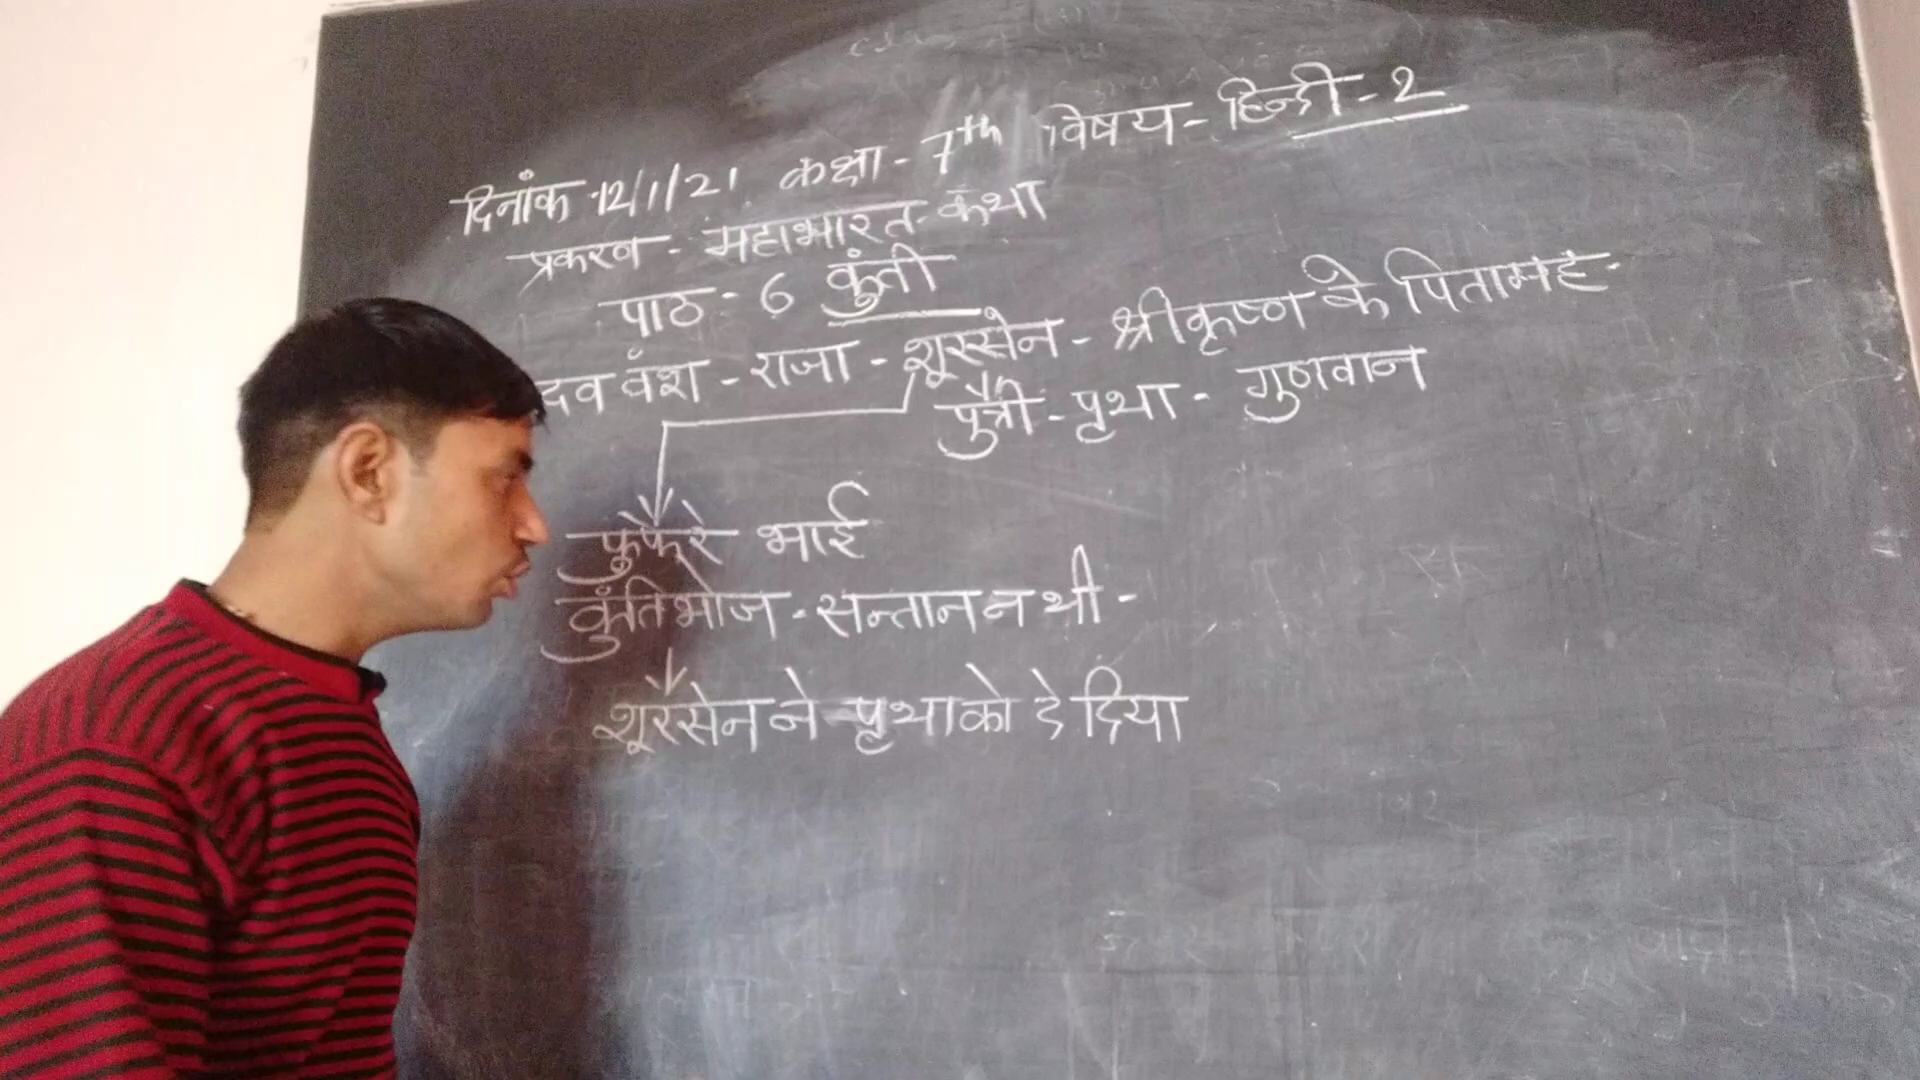 दिनांक 12/1/21 कक्षा - 7th विषय - हिन्दी - 2
प्रकरण - महाभारत - कथा
पाठ - 6 कुंती
दव वंश - राजा - शूरसेन - श्रीकृष्ण के पितामह -
पुत्री - पृथा - गुणवान
फुफेरे भाई
कुंतिभोज - सन्तान न थी -
शूरसेन ने पृथा को दे दिया